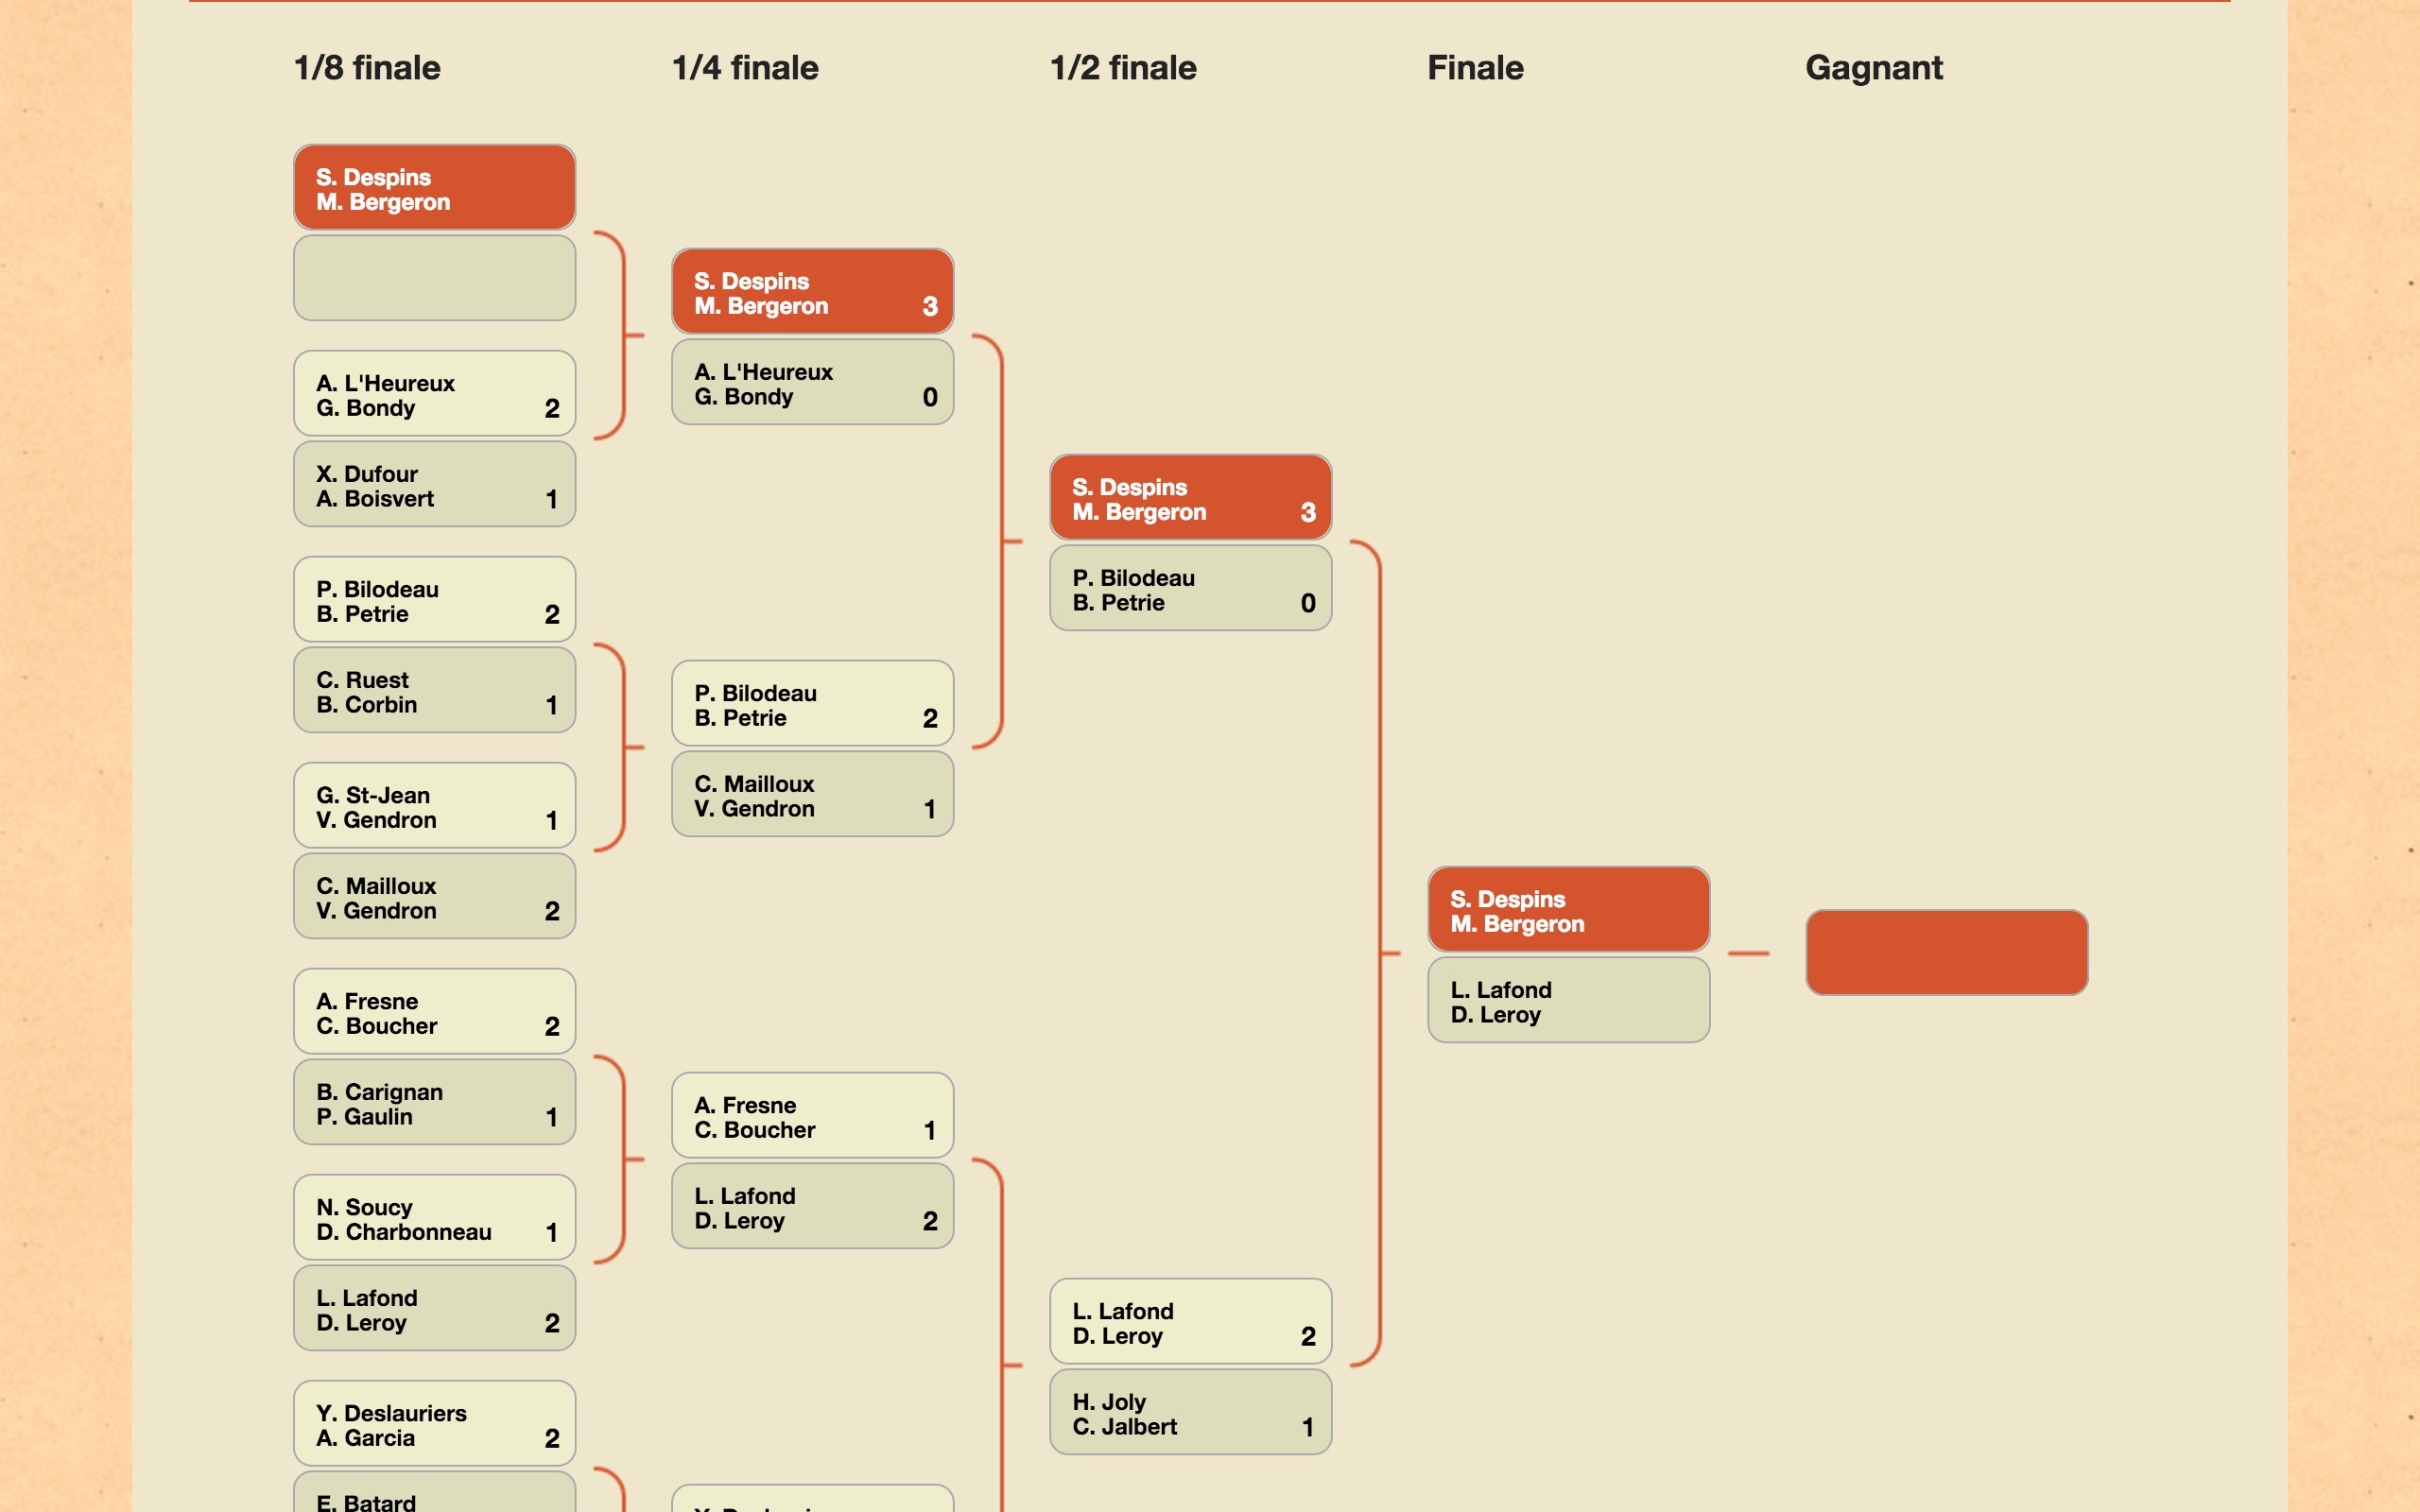 1/8 finale
1/4 finale
1/2 finale
Finale
Gagnant
S. Despins
M. Bergeron
A. L'Heureux
G. Bondy 2
X. Dufour
A. Boisvert 1
P. Bilodeau
B. Petrie 2
C. Ruest
B. Corbin 1
G. St-Jean
V. Gendron 1
C. Mailloux
V. Gendron 2
A. Fresne
C. Boucher 2
B. Carignan
P. Gaulin 1
N. Soucy
D. Charbonneau 1
L. Lafond
D. Leroy 2
Y. Deslauriers
A. Garcia 2
E. Batard
S. Despins
M. Bergeron 3
A. L'Heureux
G. Bondy 0
P. Bilodeau
B. Petrie 2
C. Mailloux
V. Gendron 1
A. Fresne
C. Boucher 1
L. Lafond
D. Leroy 2
S. Despins
M. Bergeron 3
P. Bilodeau
B. Petrie 0
L. Lafond
D. Leroy 2
H. Joly
C. Jalbert 1
S. Despins
M. Bergeron
L. Lafond
D. Leroy